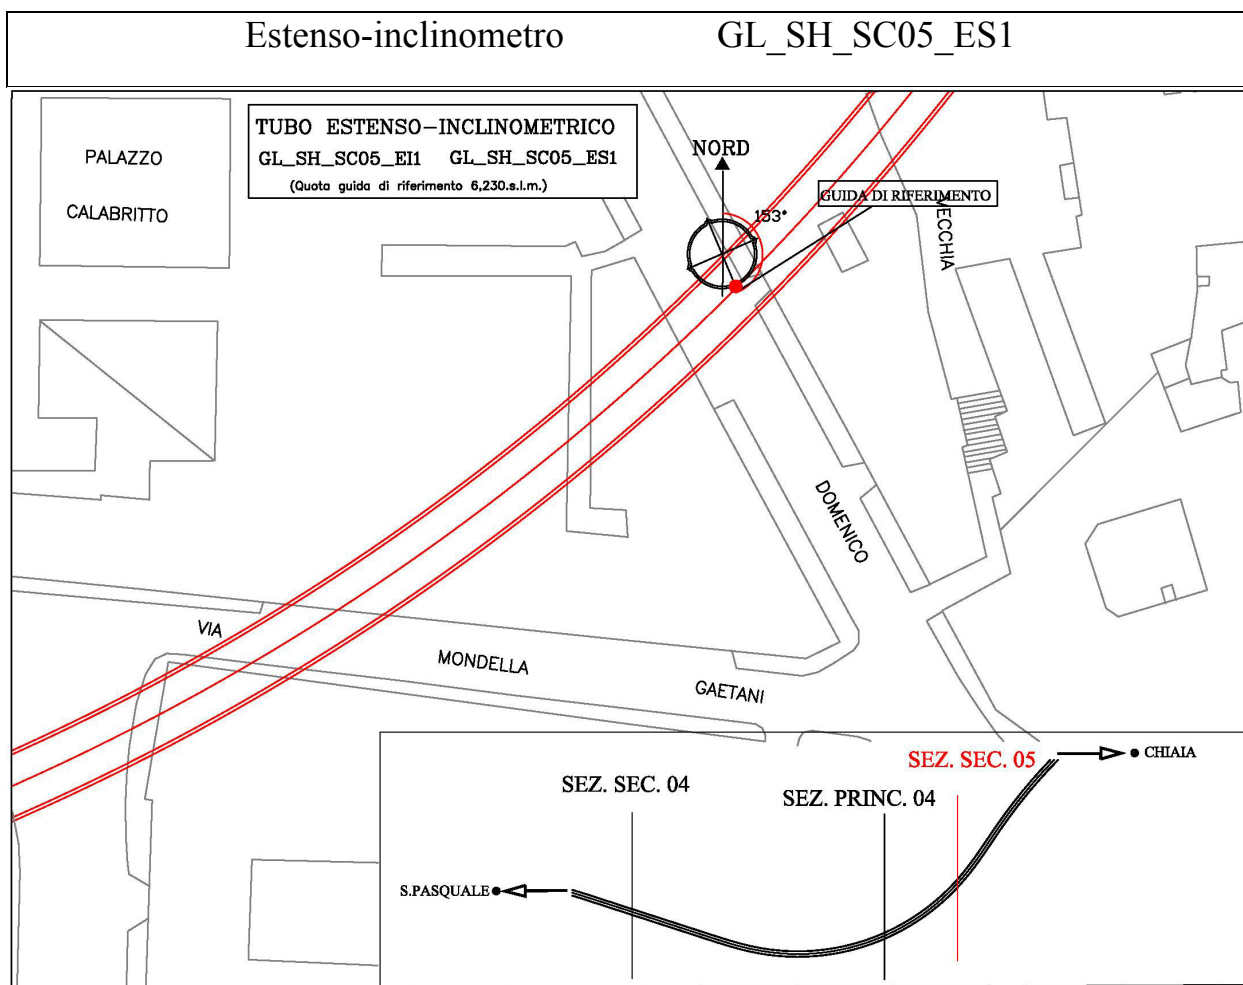 Estenso-inclinometro GL_SH_SC05_ES1
TUBO ESTENSO-INCLINOMETRICO
GL_SH_SC05_EI1 GL_SH_SC05_ES1
(Quota guida di riferimento 6,230.s.l.m.)
PALAZZO
CALABRITTO
NORD
153°
GUIDA DI RIFERIMENTO
VECCHIA
DOMENICO
VIA
MONDELLA
GAETANI
SEZ. SEC. 04
SEZ. PRINC. 04
SEZ. SEC. 05
CHIAIA
S.PASQUALE